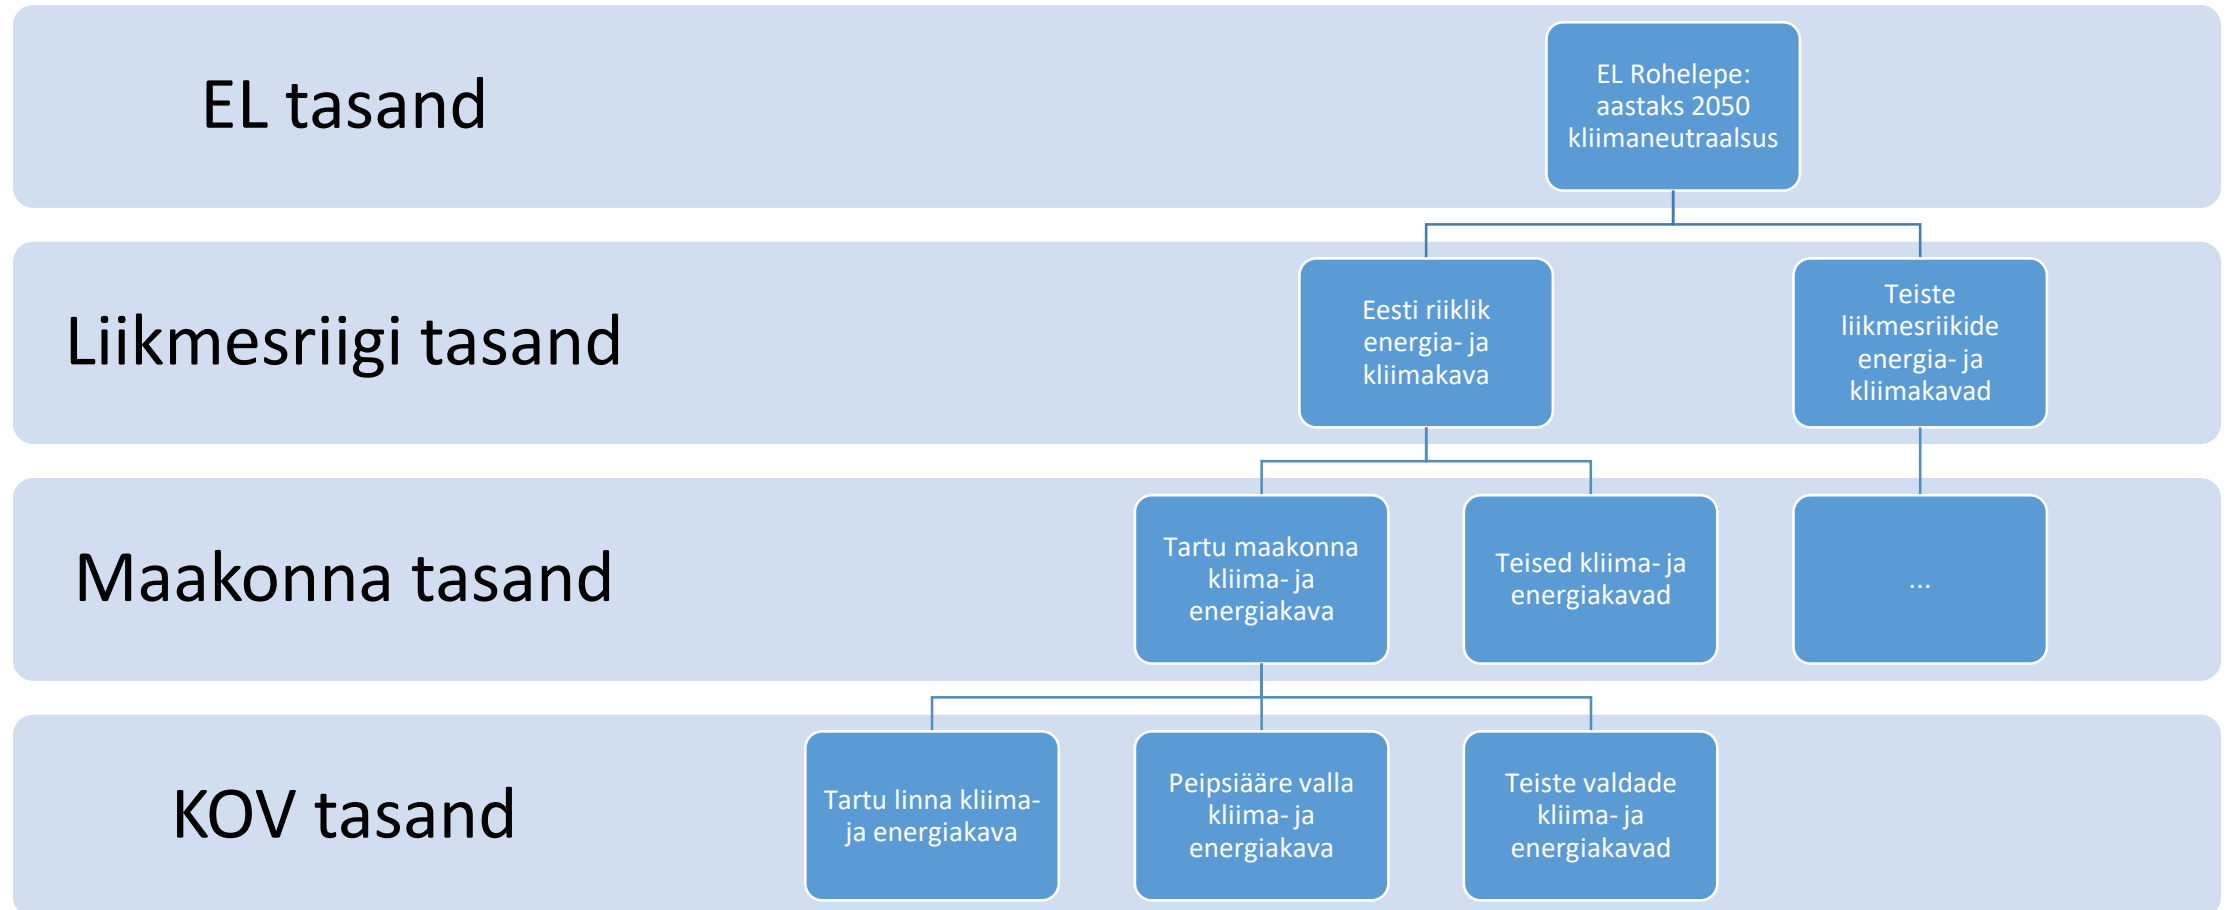 EL tasand
EL Rohelepe:
aastaks 2050
kliimaneutraalsus
Liikmesriigi tasand
Eesti riiklik
energia- ja
kliimakava
Teiste
liikmesriikide
energia- ja
kliimakavad
Maakonna tasand
Tartu maakonna
kliima- ja
energiakava
Teised kliima- ja
energiakavad
...
KOV tasand
Tartu linna kliima-
ja energiakava
Peipsiääre valla
kliima- ja
energiakava
Teiste valdade
kliima- ja
energiakavad